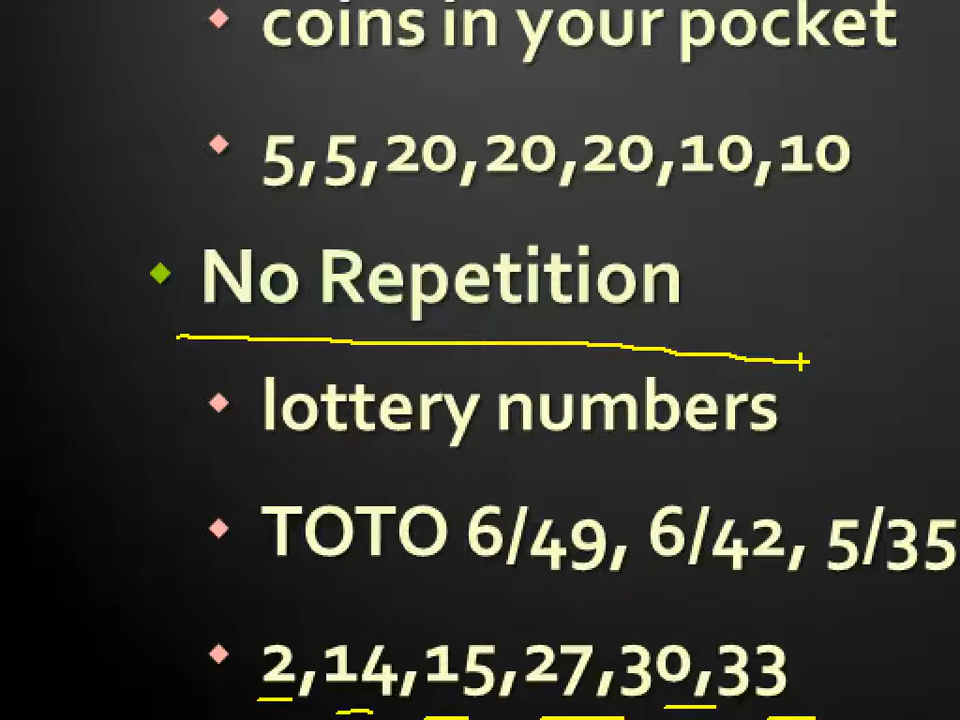 coins in your pocket
5,5,20,20,20,10,10
No Repetition
lottery numbers
TOTO 6/49, 6/42, 5/35
2,14,15,27,30,33